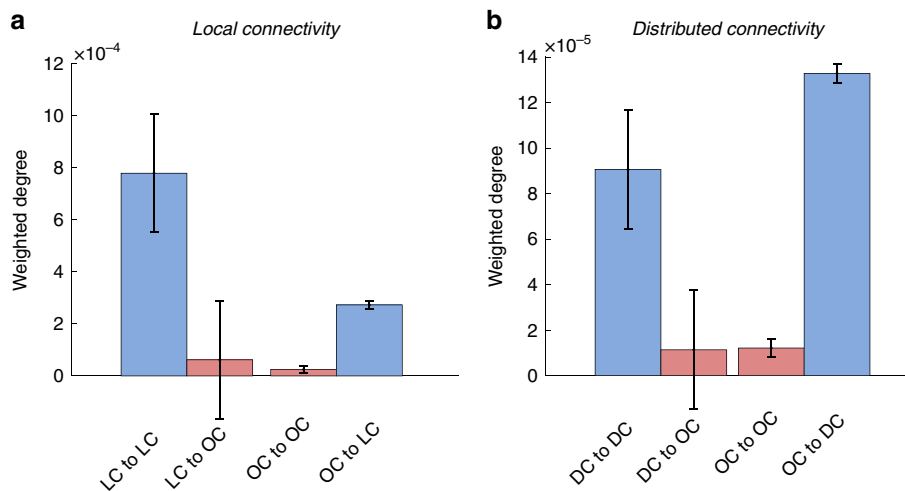 a
Local connectivity
×10⁻⁴
12
10
8
6
4
2
0
Weighted degree
LC to LC
LC to OC
OC to OC
OC to LC
b
Distributed connectivity
×10⁻⁵
14
12
10
8
6
4
2
0
Weighted degree
DC to DC
DC to OC
OC to OC
OC to DC